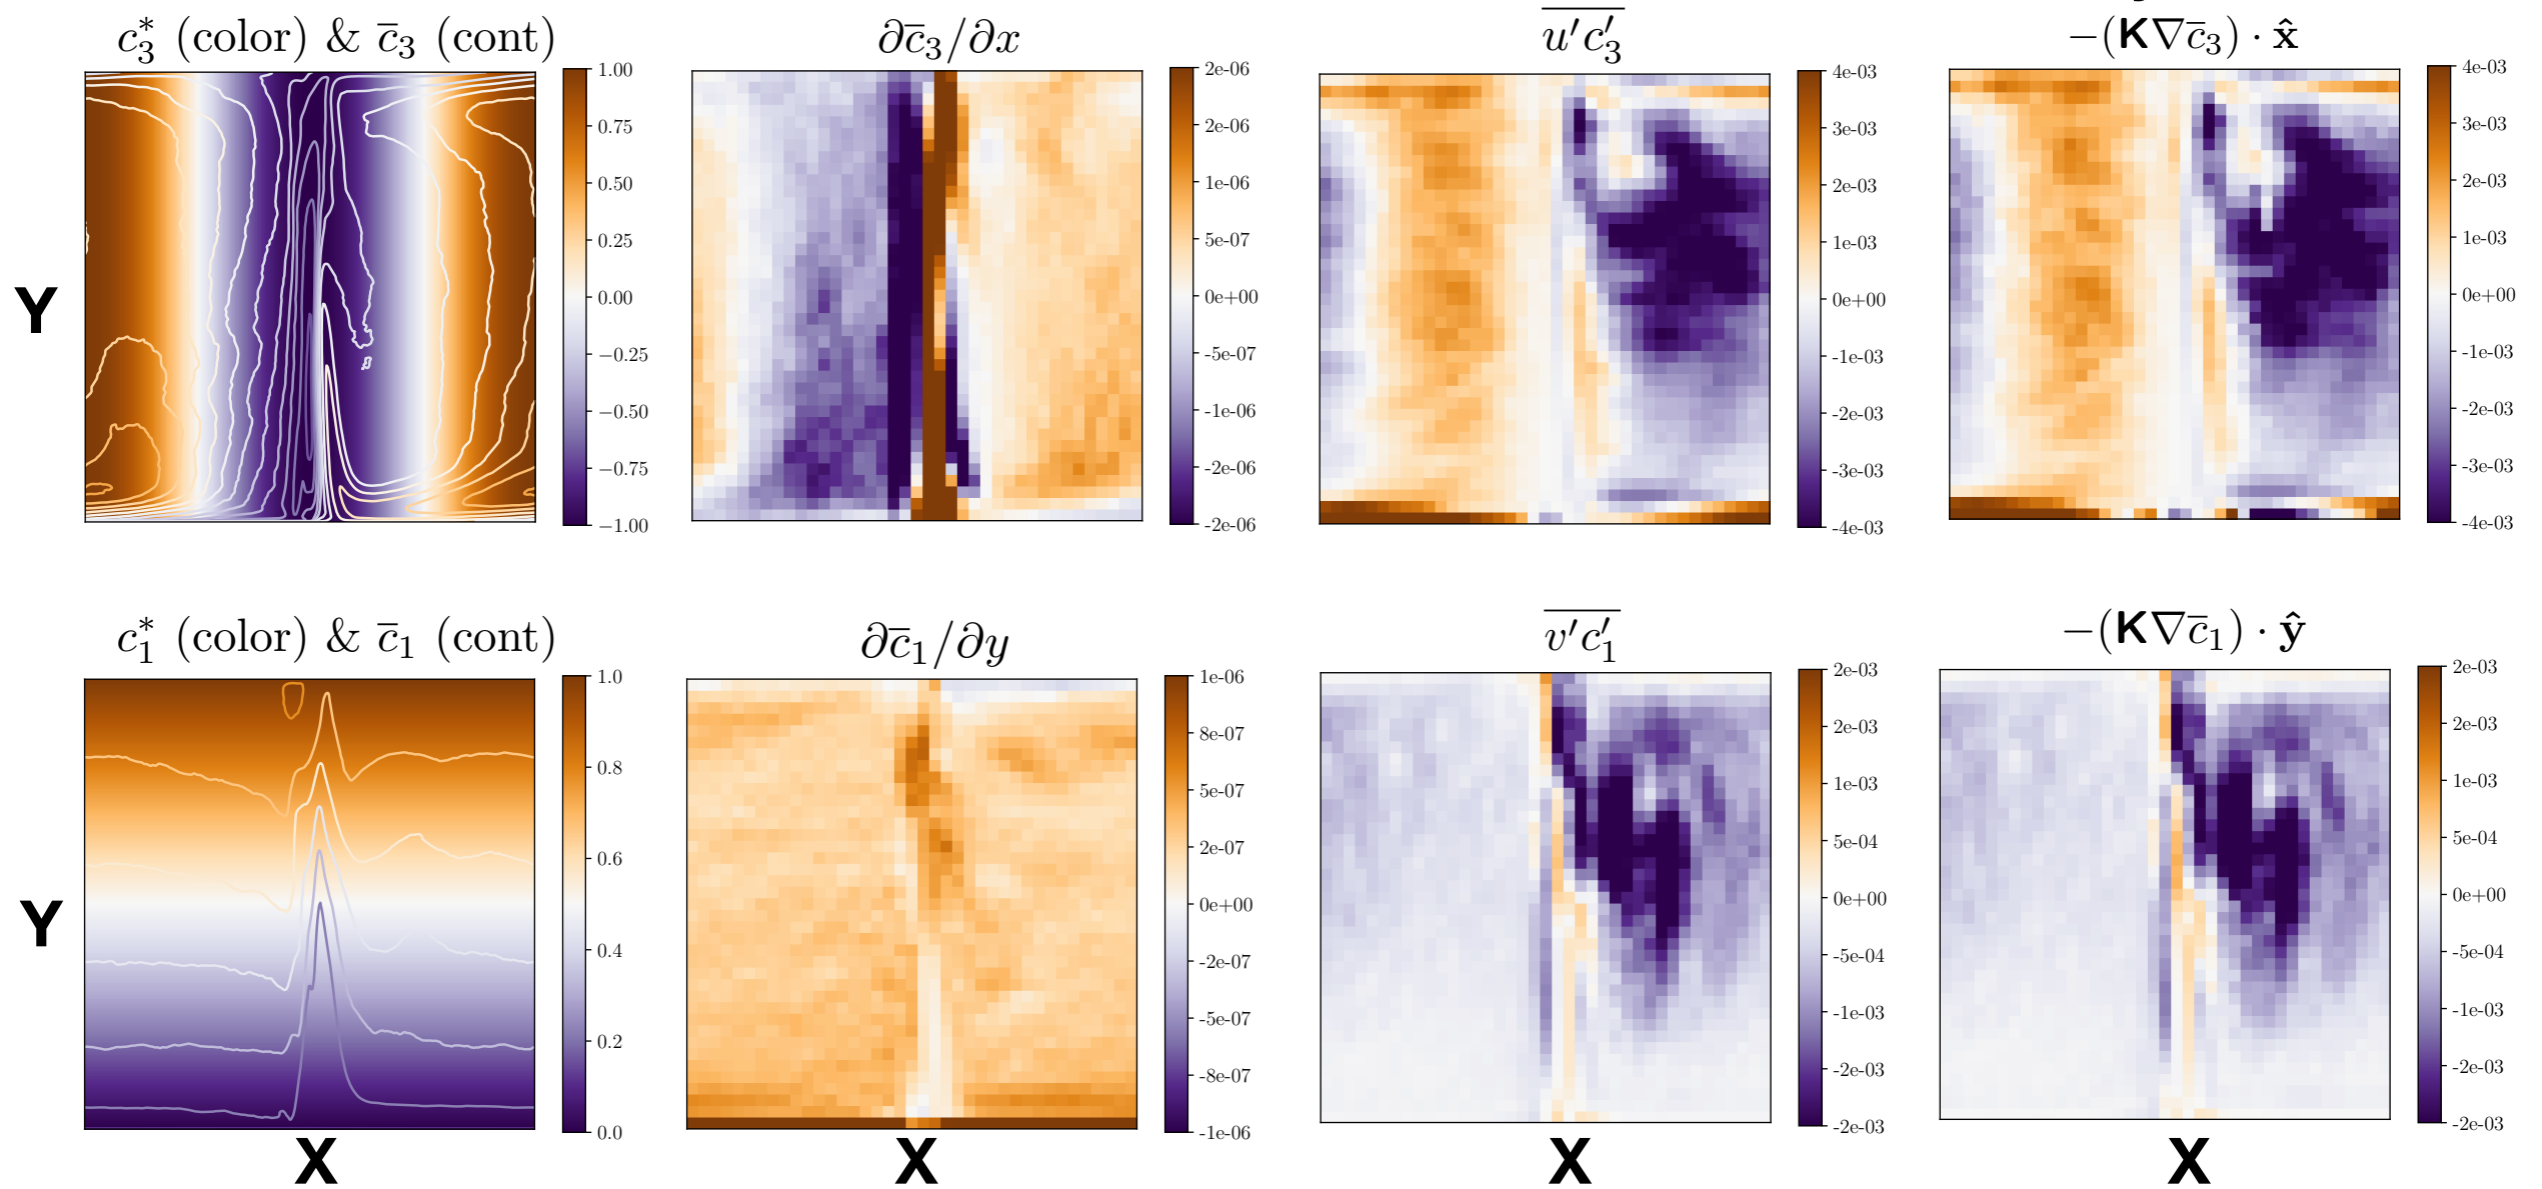 c₃* (color) & c̄₃ (cont)
∂c̄₃/∂x
u′c₃′ (overlined)
−(K∇c̄₃) · x̂
1.00
0.75
0.50
0.25
0.00
−0.25
−0.50
−0.75
−1.00
2e-06
2e-06
1e-06
5e-07
0e+00
-5e-07
-1e-06
-2e-06
-2e-06
4e-03
3e-03
2e-03
1e-03
0e+00
-1e-03
-2e-03
-3e-03
-4e-03
4e-03
3e-03
2e-03
1e-03
0e+00
-1e-03
-2e-03
-3e-03
-4e-03
Y
c₁* (color) & c̄₁ (cont)
∂c̄₁/∂y
v′c₁′ (overlined)
−(K∇c̄₁) · ŷ
1.0
0.8
0.6
0.4
0.2
0.0
1e-06
8e-07
5e-07
2e-07
0e+00
-2e-07
-5e-07
-8e-07
-1e-06
2e-03
2e-03
1e-03
5e-04
0e+00
-5e-04
-1e-03
-2e-03
-2e-03
2e-03
2e-03
1e-03
5e-04
0e+00
-5e-04
-1e-03
-2e-03
-2e-03
Y
X
X
X
X